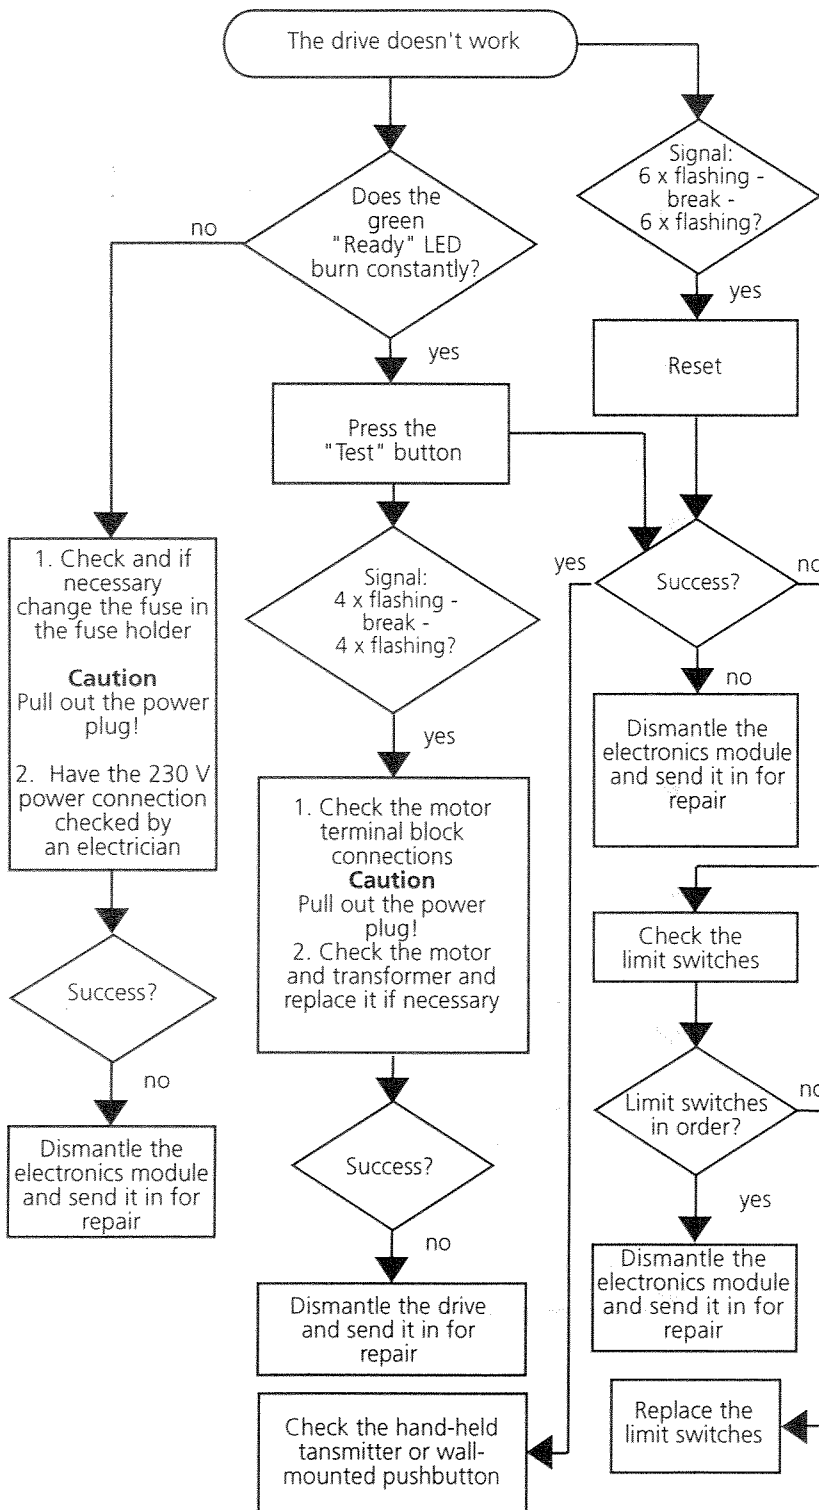 The drive doesn't work
Signal:
6 x flashing -
break -
6 x flashing?
Does the
green
"Ready" LED
burn constantly?
no
yes
yes
Reset
Press the
"Test" button
1. Check and if
necessary
change the fuse in
the fuse holder
Caution
Pull out the power
plug!
2. Have the 230 V
power connection
checked by
an electrician
Signal:
4 x flashing -
break -
4 x flashing?
yes
Success?
no
no
yes
Dismantle the
electronics module
and send it in for
repair
1. Check the motor
terminal block
connections
Caution
Pull out the power
plug!
2. Check the motor
and transformer and
replace it if necessary
Check the
limit switches
Success?
no
Limit switches
in order?
no
Dismantle the
electronics module
and send it in for
repair
Success?
no
yes
Dismantle the
electronics module
and send it in for
repair
Dismantle the drive
and send it in for
repair
Check the hand-held
tansmitter or wall-
mounted pushbutton
Replace the
limit switches